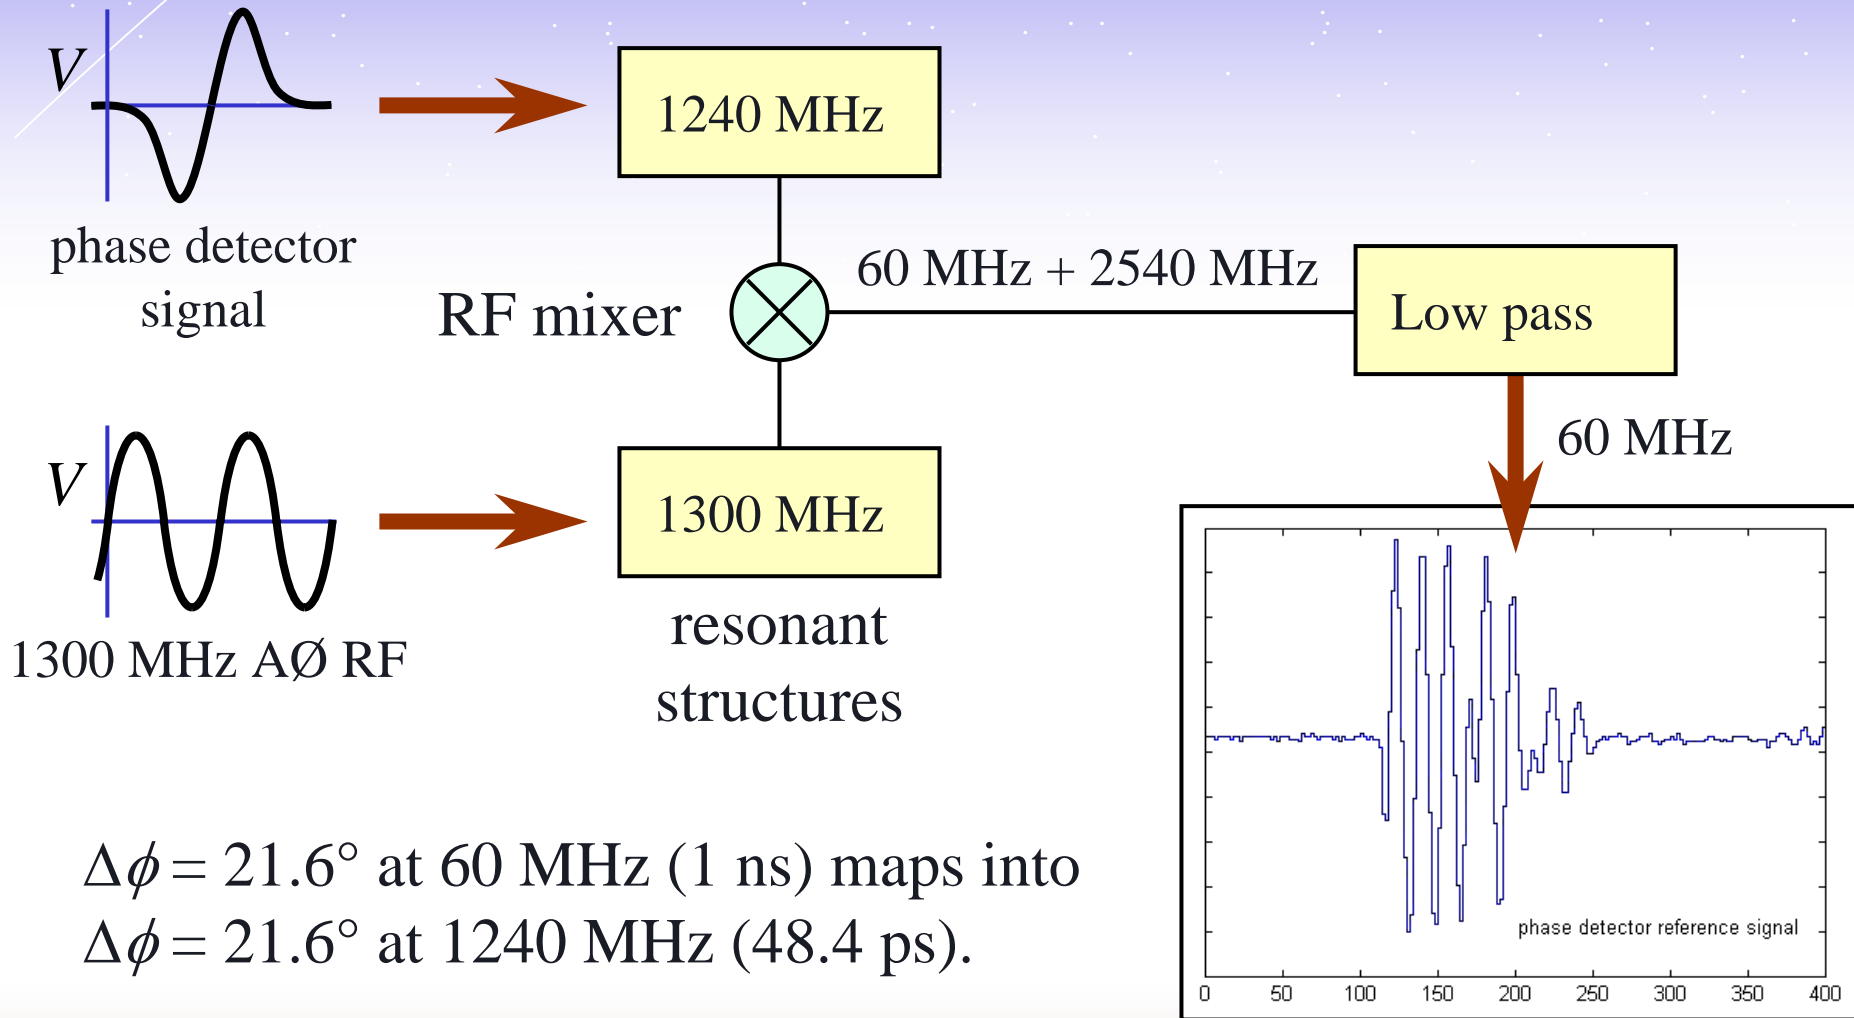 V
phase detector
signal
1240 MHz
RF mixer
60 MHz + 2540 MHz
Low pass
60 MHz
V
1300 MHz AØ RF
1300 MHz
resonant
structures
phase detector reference signal
0 50 100 150 200 250 300 350 400
Δϕ = 21.6° at 60 MHz (1 ns) maps into
Δϕ = 21.6° at 1240 MHz (48.4 ps).